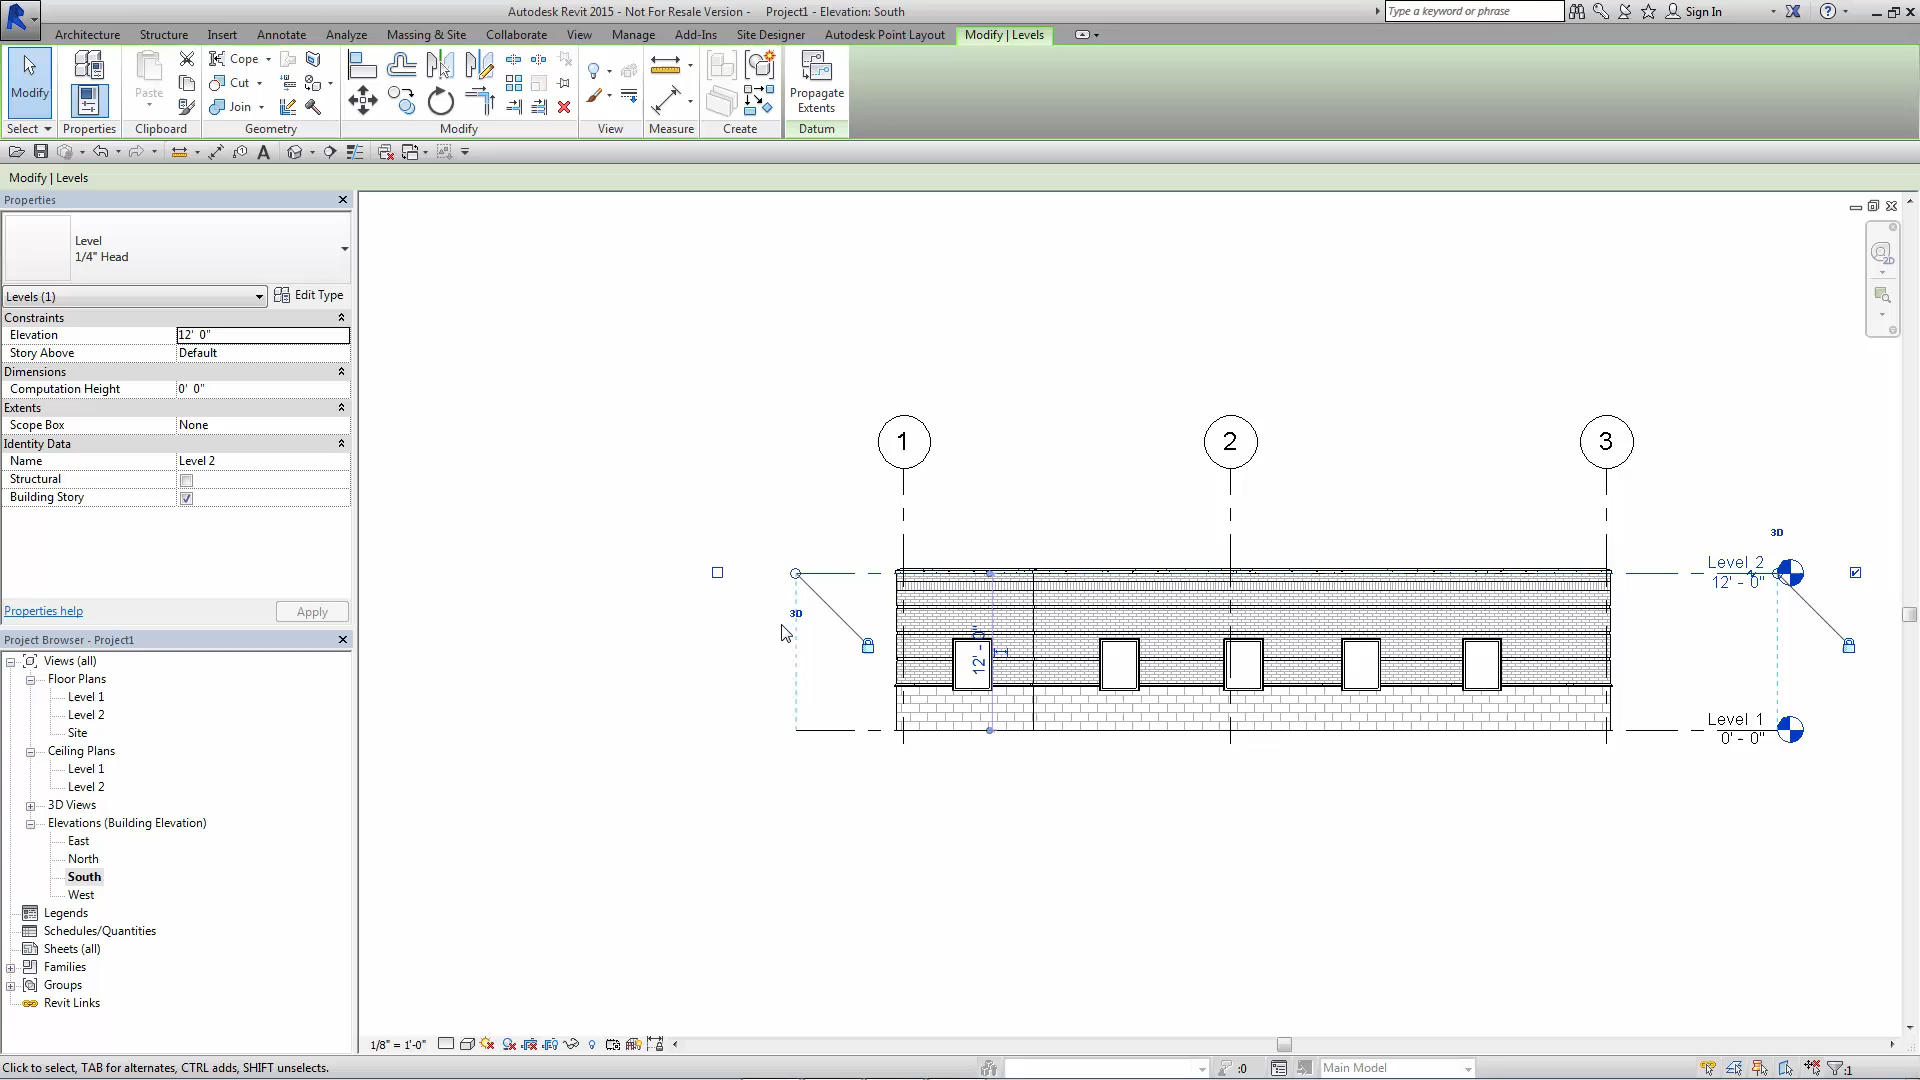 Autodesk Revit 2015 - Not For Resale Version - Project1 - Elevation: South
Type a keyword or phrase
Sign In
Architecture Structure Insert Annotate Analyze Massing & Site Collaborate View Manage Add-Ins Site Designer Autodesk Point Layout Modify | Levels
Modify
Paste
Cope
Cut
Join
Propagate
Extents
Select Properties Clipboard Geometry Modify View Measure Create Datum
A
Modify | Levels
Properties
Level
1/4" Head
Levels (1)
Edit Type
Constraints
Elevation 12' 0"
Story Above Default
Dimensions
Computation Height 0' 0"
Extents
Scope Box None
Identity Data
Name Level 2
Structural
Building Story
Properties help
Apply
Project Browser - Project1
Views (all)
Floor Plans
Level 1
Level 2
Site
Ceiling Plans
Level 1
Level 2
3D Views
Elevations (Building Elevation)
East
North
South
West
Legends
Schedules/Quantities
Sheets (all)
Families
Groups
Revit Links
2D
1 2 3
3D
Level 2
12' - 0"
3D
12' - 0"
Level 1
0' - 0"
1/8" = 1'-0"
Click to select, TAB for alternates, CTRL adds, SHIFT unselects.
:0
Main Model
:1